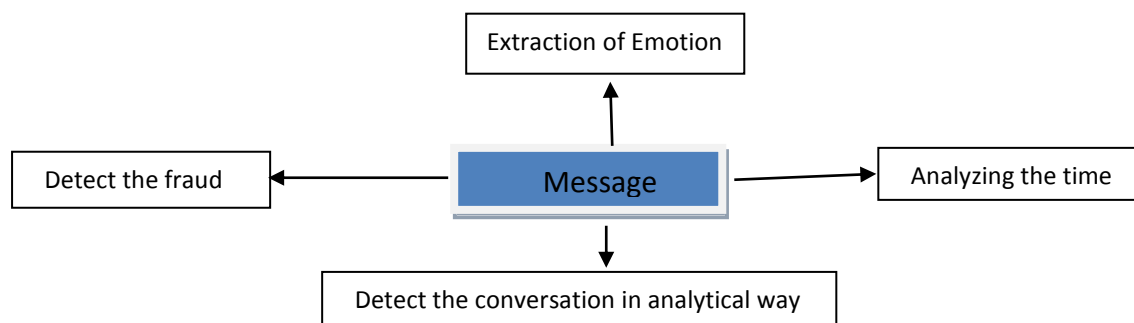 Extraction of Emotion
Detect the fraud
Message
Analyzing the time
Detect the conversation in analytical way